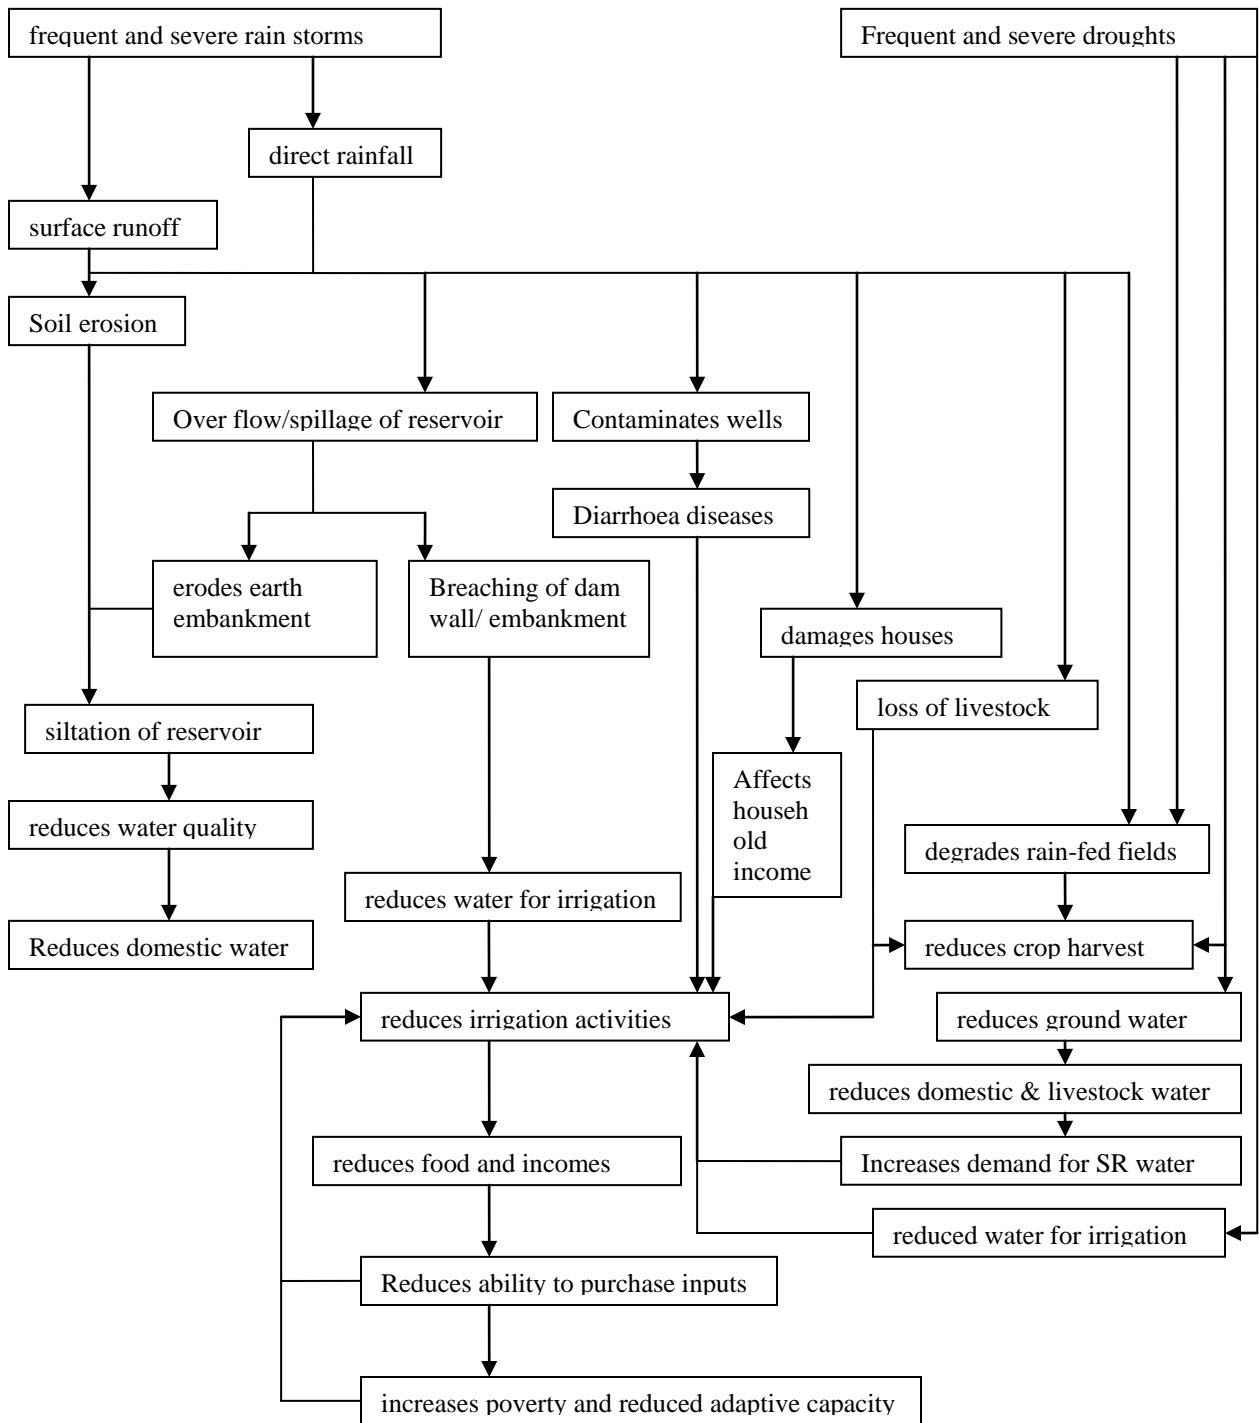 frequent and severe rain storms
Frequent and severe droughts
direct rainfall
surface runoff
Soil erosion
Over flow/spillage of reservoir
Contaminates wells
Diarrhoea diseases
erodes earth
embankment
Breaching of dam
wall/ embankment
damages houses
loss of livestock
siltation of reservoir
Affects
househ
old
income
reduces water quality
degrades rain-fed fields
reduces water for irrigation
Reduces domestic water
reduces crop harvest
reduces irrigation activities
reduces ground water
reduces domestic & livestock water
reduces food and incomes
Increases demand for SR water
reduced water for irrigation
Reduces ability to purchase inputs
increases poverty and reduced adaptive capacity